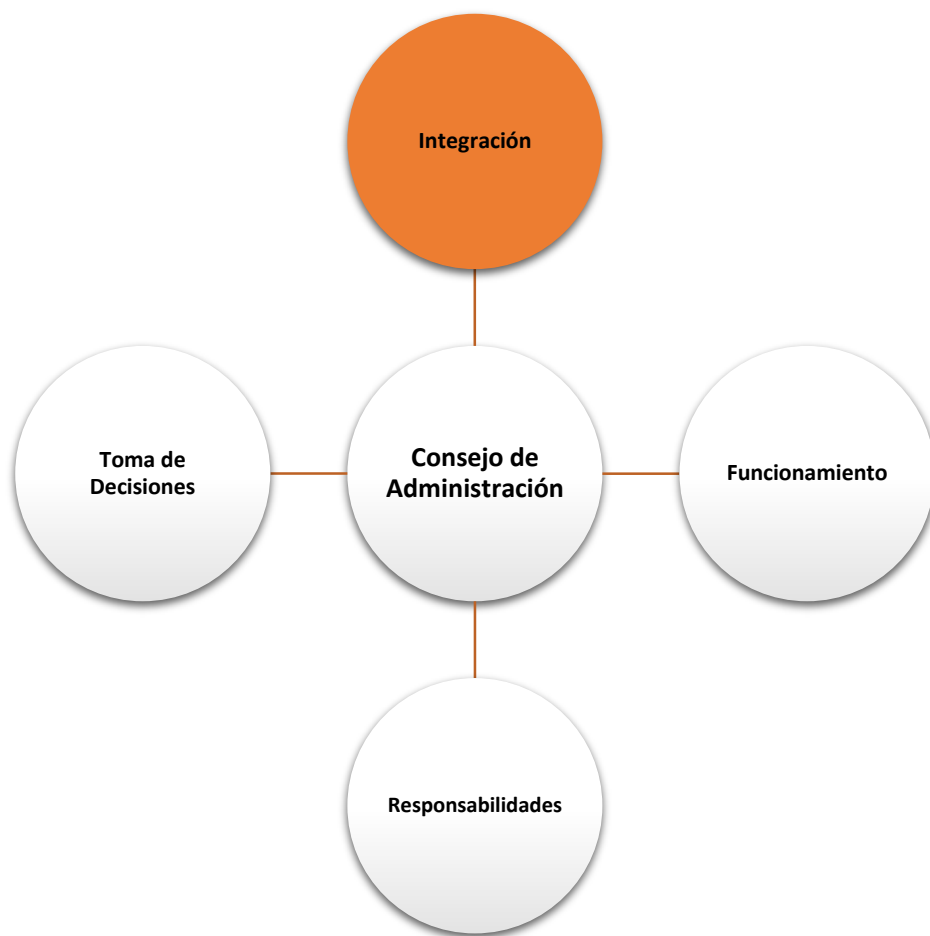 Integración
Toma de
Decisiones
Consejo de
Administración
Funcionamiento
Responsabilidades